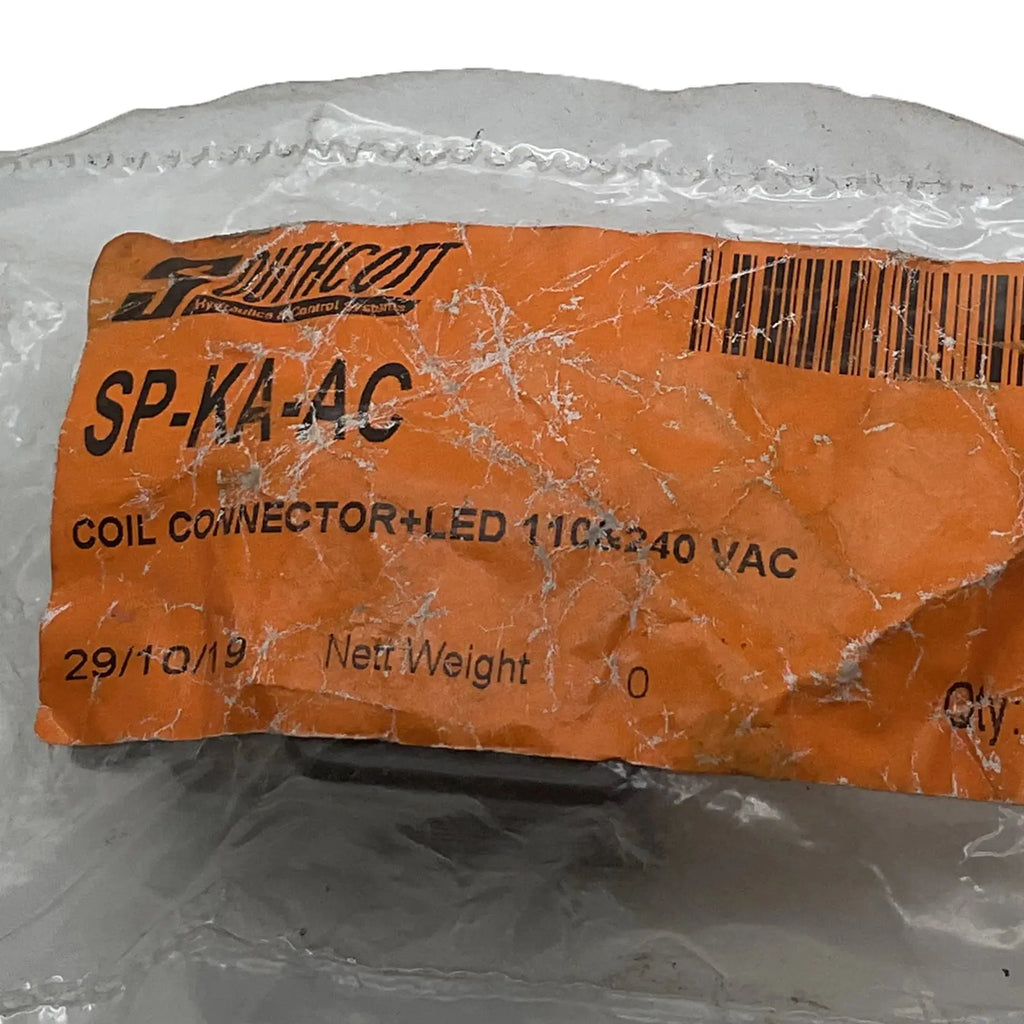 SOUTHCOTT
Hydraulics & Control Systems
SP-KA-AC
COIL CONNECTOR+LED 110&240 VAC
29/10/19 Nett Weight 0 Qty: